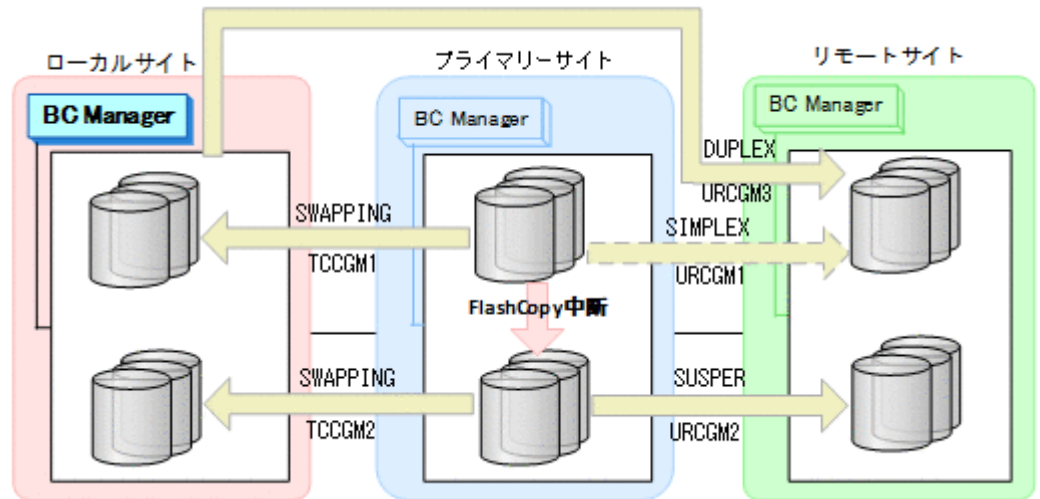 ローカルサイト
プライマリーサイト
リモートサイト
BC Manager
BC Manager
BC Manager
DUPLEX
URCGM3
SWAPPING
TCCGM1
SIMPLEX
URCGM1
FlashCopy中断
SWAPPING
TCCGM2
SUSPER
URCGM2